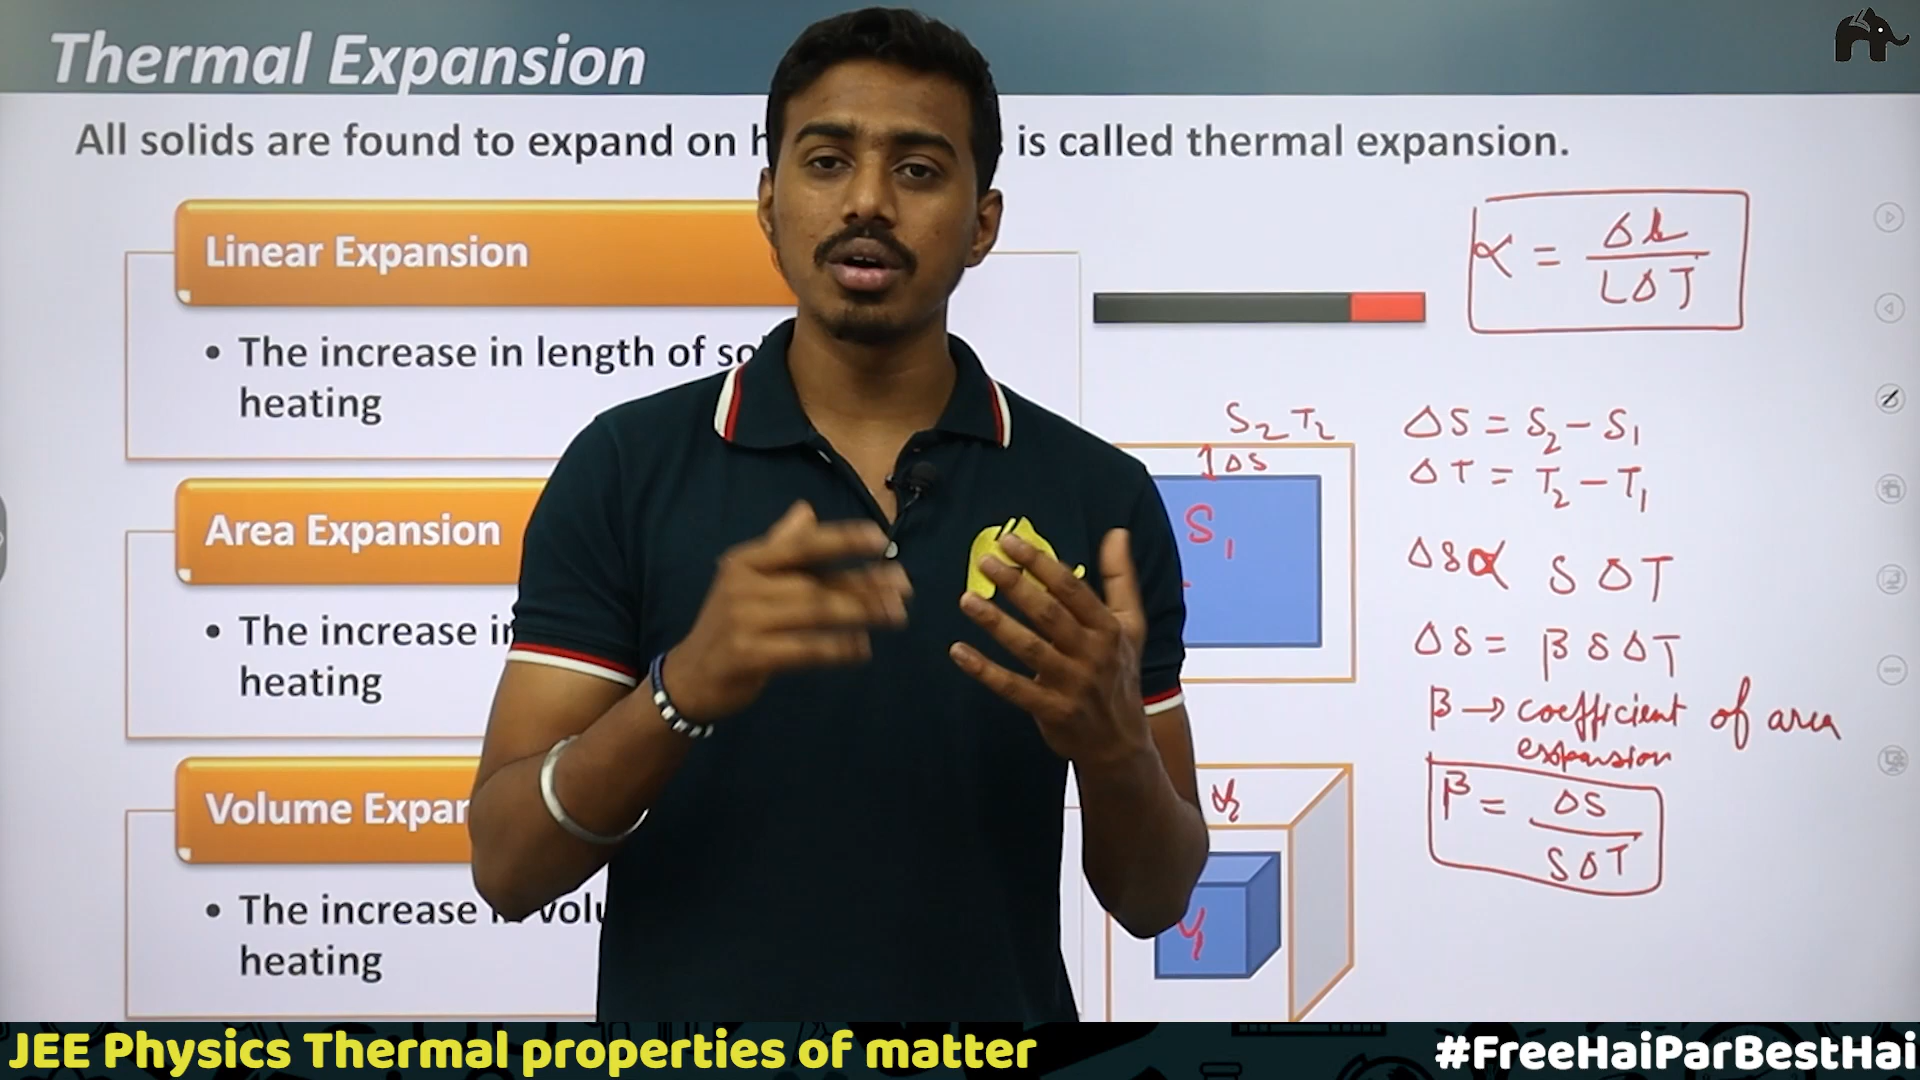 Thermal Expansion
All solids are found to expand on h is called thermal expansion.
Linear Expansion
• The increase in length of so
heating
α = Δl / LΔT
Area Expansion
• The increase in
heating
S₂ T₂
ΔS
S₁
ΔS = S₂ - S₁
ΔT = T₂ - T₁
ΔS α S ΔT
ΔS = β S ΔT
β → coefficient of area
expansion
β = ΔS / SΔT
Volume Expan
• The increase in volu
heating
V₂
V₁
JEE Physics Thermal properties of matter
#FreeHaiParBestHai